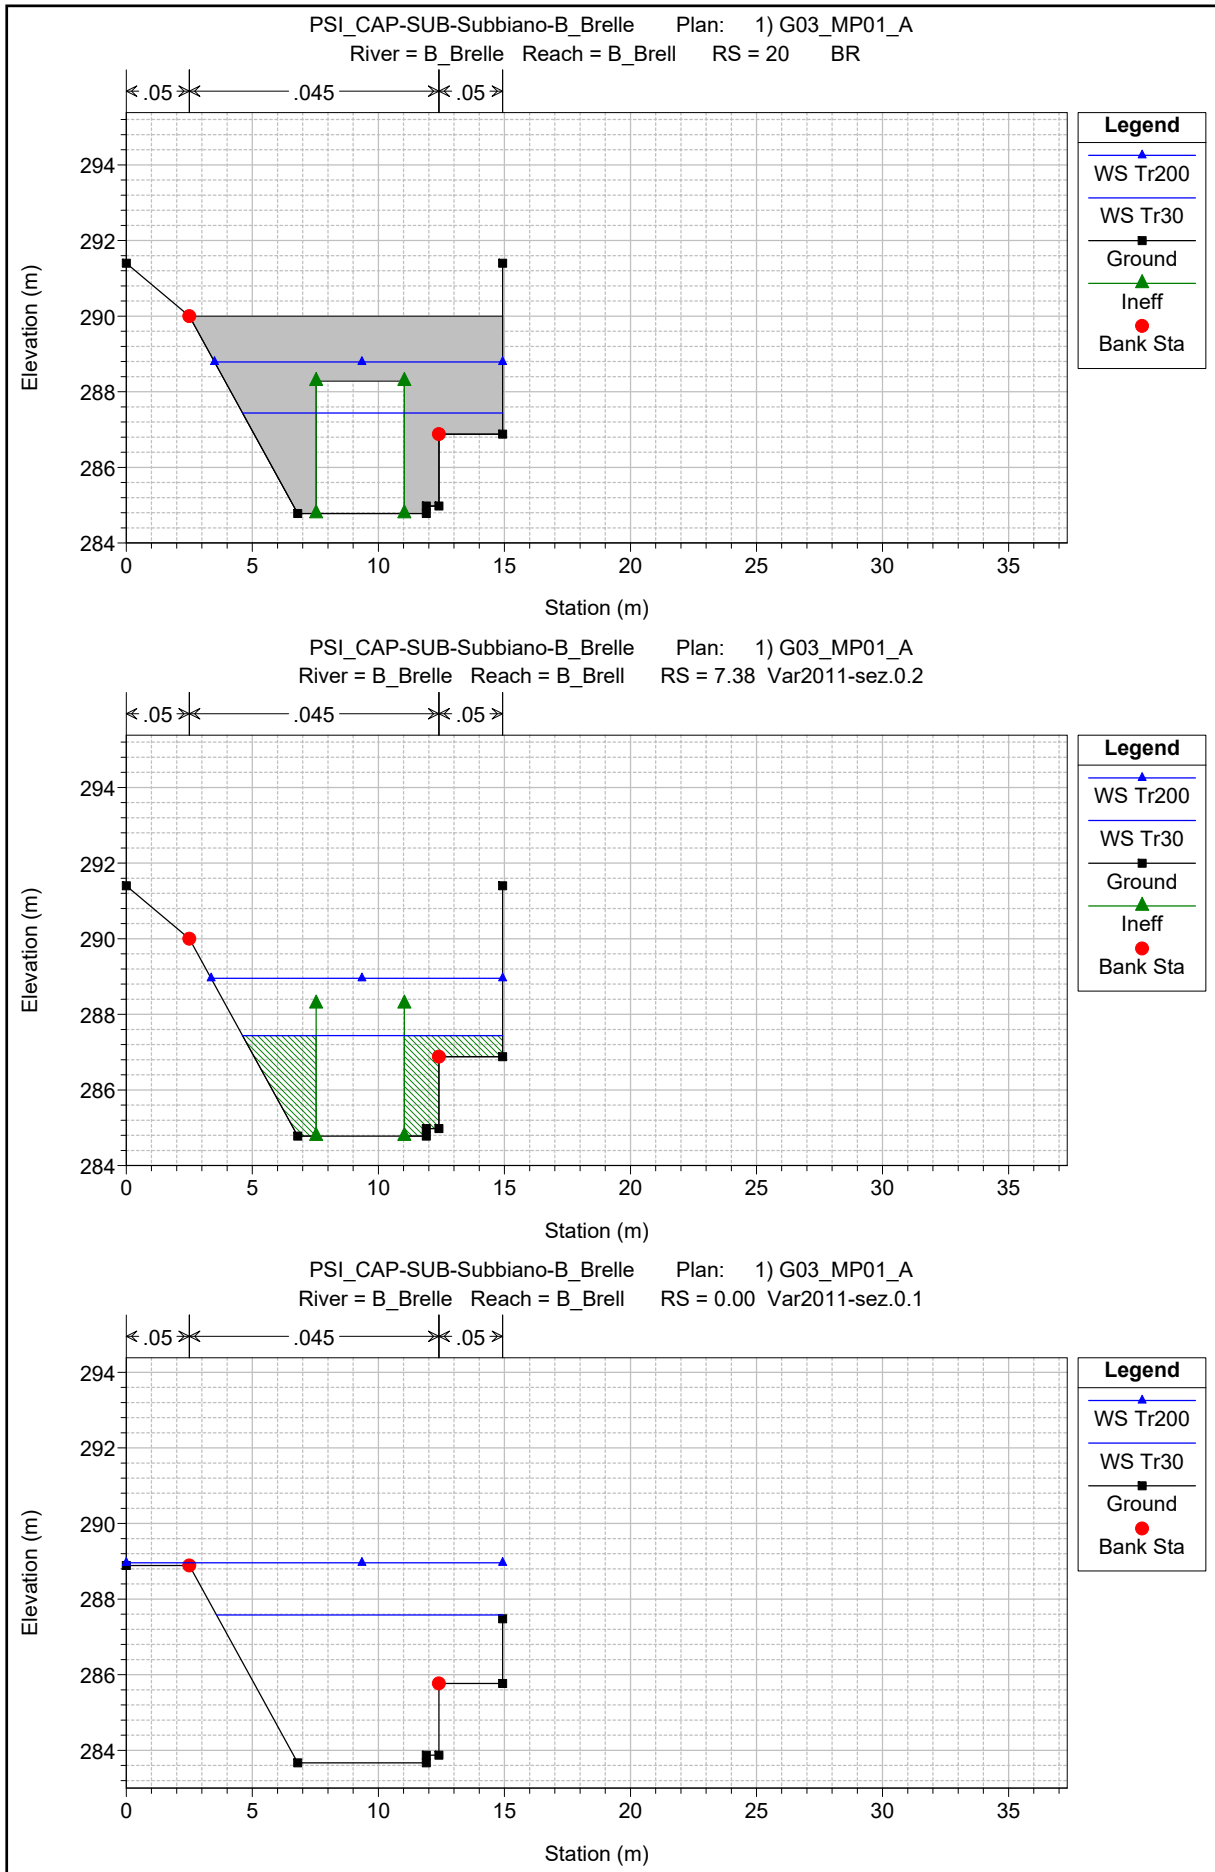 PSI_CAP-SUB-Subbiano-B_Brelle Plan: 1) G03_MP01_A
River = B_Brelle Reach = B_Brell RS = 20 BR
.05 .045 .05
Legend
WS Tr200
WS Tr30
Ground
Ineff
Bank Sta
294
292
290
288
286
284
Elevation (m)
0 5 10 15 20 25 30 35
Station (m)
PSI_CAP-SUB-Subbiano-B_Brelle Plan: 1) G03_MP01_A
River = B_Brelle Reach = B_Brell RS = 7.38 Var2011-sez.0.2
.05 .045 .05
Legend
WS Tr200
WS Tr30
Ground
Ineff
Bank Sta
294
292
290
288
286
284
Elevation (m)
0 5 10 15 20 25 30 35
Station (m)
PSI_CAP-SUB-Subbiano-B_Brelle Plan: 1) G03_MP01_A
River = B_Brelle Reach = B_Brell RS = 0.00 Var2011-sez.0.1
.05 .045 .05
Legend
WS Tr200
WS Tr30
Ground
Bank Sta
294
292
290
288
286
284
Elevation (m)
0 5 10 15 20 25 30 35
Station (m)